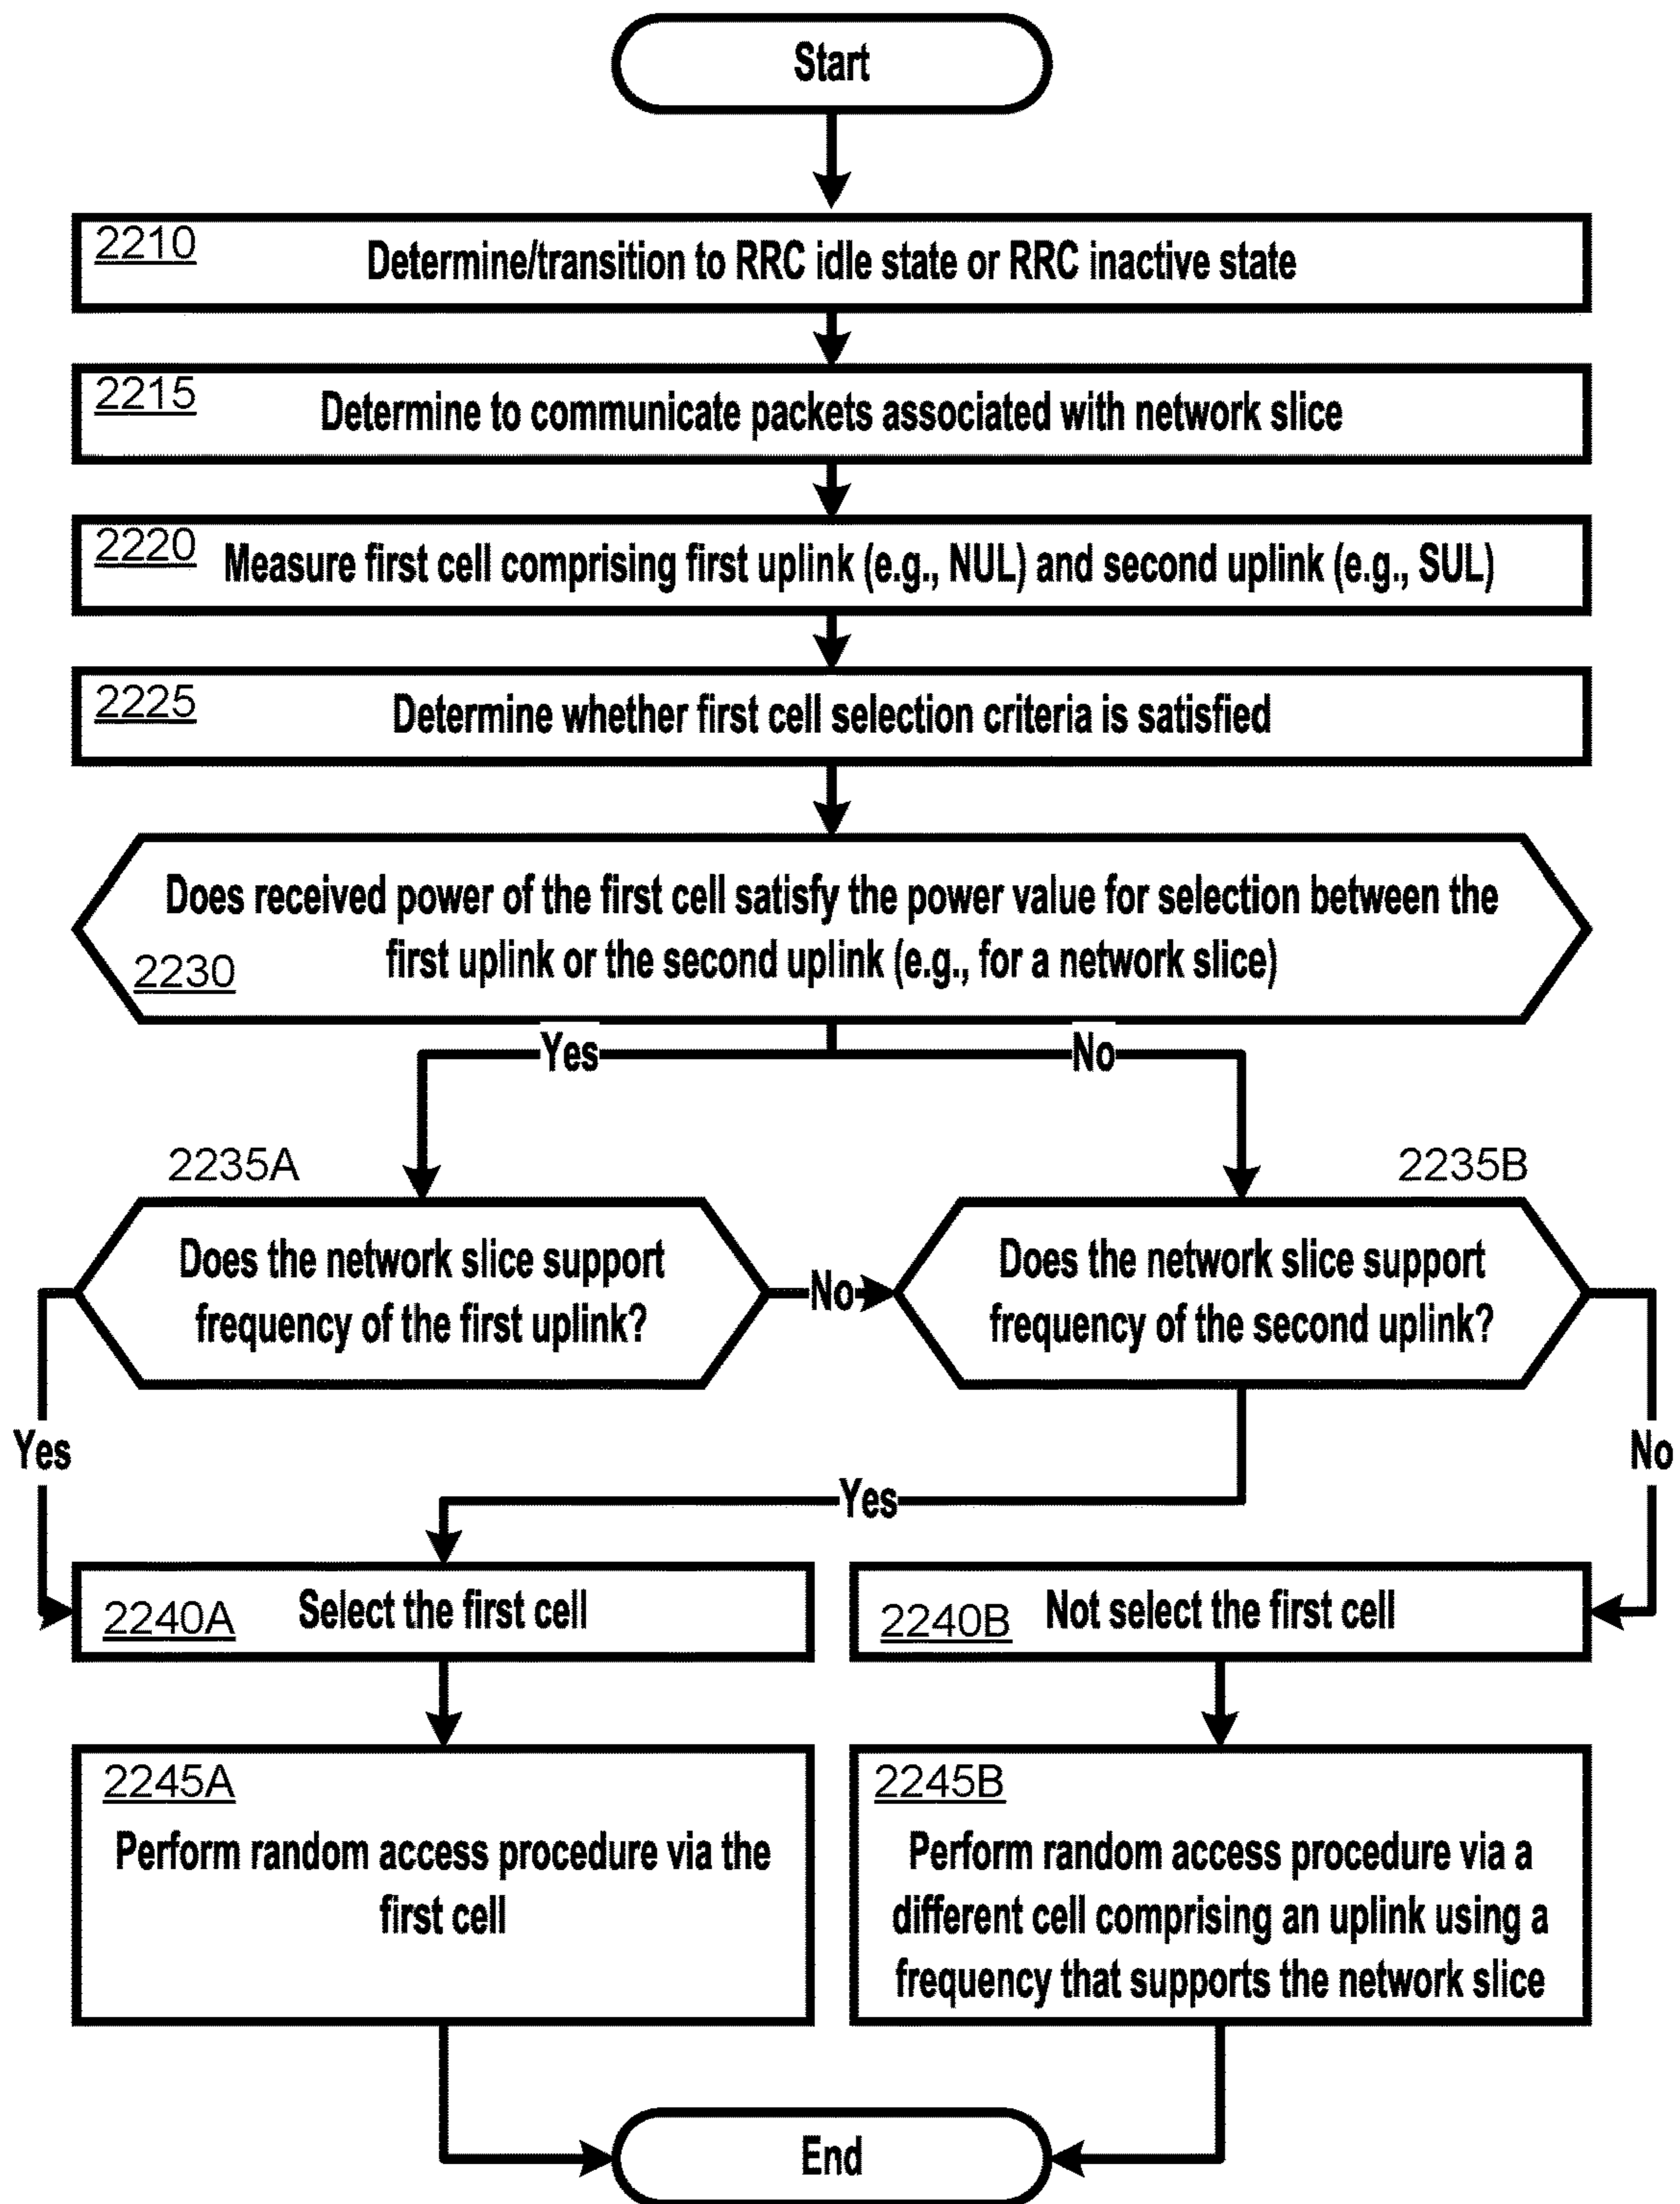 Start
2210
Determine/transition to RRC idle state or RRC inactive state
2215
Determine to communicate packets associated with network slice
2220
Measure first cell comprising first uplink (e.g., NUL) and second uplink (e.g., SUL)
2225
Determine whether first cell selection criteria is satisfied
Does received power of the first cell satisfy the power value for selection between the
first uplink or the second uplink (e.g., for a network slice)
2230
Yes
No
2235A
2235B
Does the network slice support
frequency of the first uplink?
No
Does the network slice support
frequency of the second uplink?
Yes
No
Yes
2240A
Select the first cell
2240B
Not select the first cell
2245A
Perform random access procedure via the
first cell
2245B
Perform random access procedure via a
different cell comprising an uplink using a
frequency that supports the network slice
End